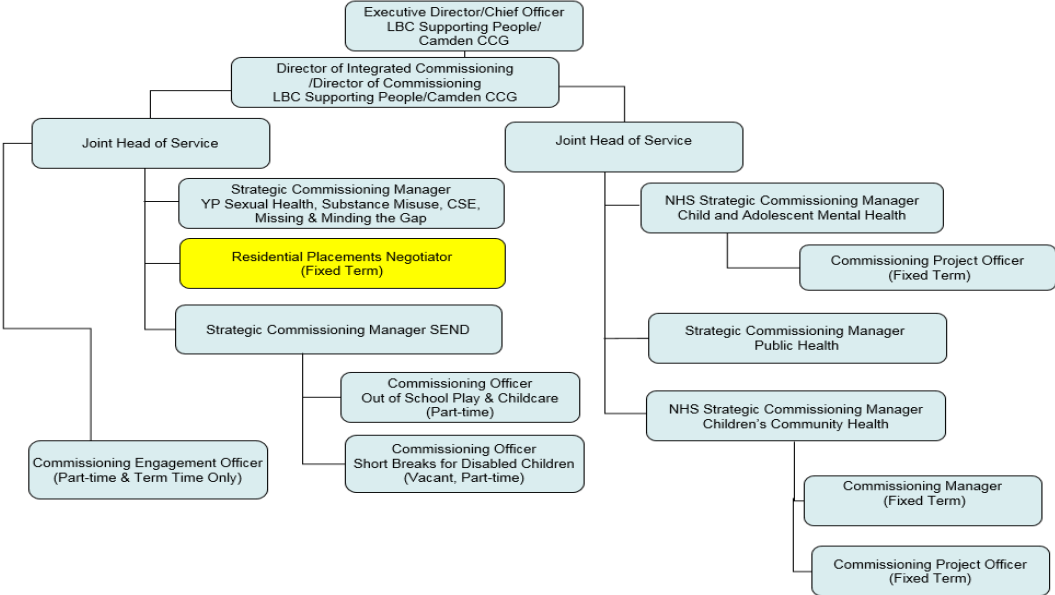 Executive Director/Chief Officer
LBC Supporting People/
Camden CCG
Director of Integrated Commissioning
/Director of Commissioning
LBC Supporting People/Camden CCG
Joint Head of Service
Joint Head of Service
Strategic Commissioning Manager
YP Sexual Health, Substance Misuse, CSE,
Missing & Minding the Gap
Residential Placements Negotiator
(Fixed Term)
Strategic Commissioning Manager SEND
Commissioning Officer
Out of School Play & Childcare
(Part-time)
Commissioning Officer
Short Breaks for Disabled Children
(Vacant, Part-time)
Commissioning Engagement Officer
(Part-time & Term Time Only)
NHS Strategic Commissioning Manager
Child and Adolescent Mental Health
Commissioning Project Officer
(Fixed Term)
Strategic Commissioning Manager
Public Health
NHS Strategic Commissioning Manager
Children's Community Health
Commissioning Manager
(Fixed Term)
Commissioning Project Officer
(Fixed Term)